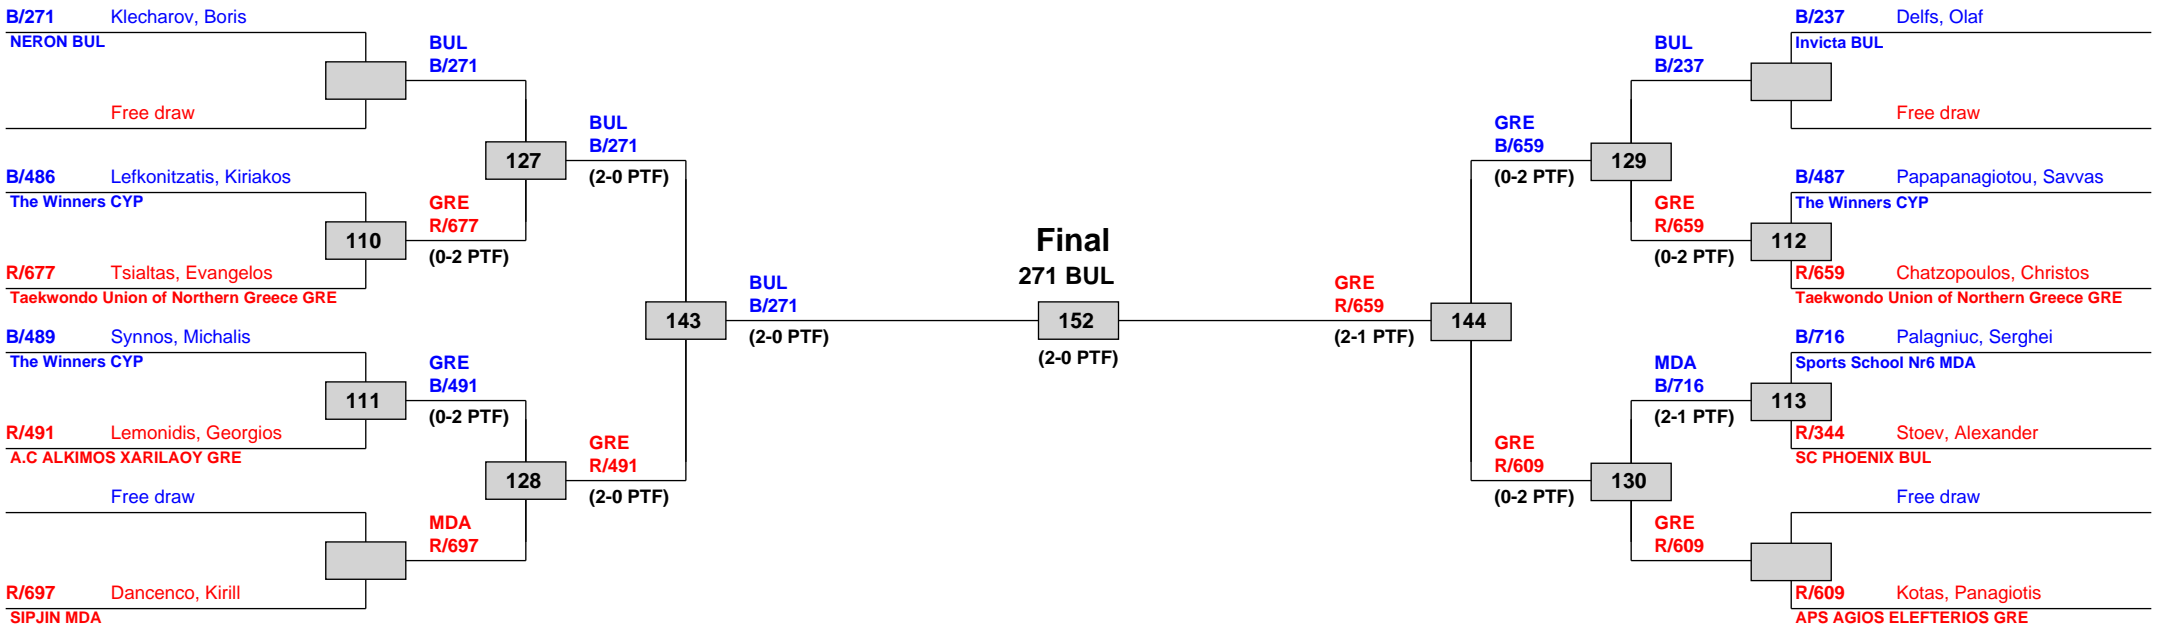 B/271 Klecharov, Boris
NERON BUL
Free draw
B/486 Lefkonitzatis, Kiriakos
The Winners CYP
R/677 Tsialtas, Evangelos
Taekwondo Union of Northern Greece GRE
B/489 Synnos, Michalis
The Winners CYP
R/491 Lemonidis, Georgios
A.C ALKIMOS XARILAOY GRE
Free draw
R/697 Dancenco, Kirill
SIPJIN MDA
BUL
B/271
110
GRE
R/677
(0-2 PTF)
111
GRE
B/491
(0-2 PTF)
MDA
R/697
127
BUL
B/271
(2-0 PTF)
128
GRE
R/491
(2-0 PTF)
143
BUL
B/271
(2-0 PTF)
Final
271 BUL
152
(2-0 PTF)
GRE
R/659
(2-1 PTF)
144
GRE
B/659
(0-2 PTF)
129
GRE
R/609
(0-2 PTF)
130
BUL
B/237
GRE
R/659
(0-2 PTF)
112
MDA
B/716
(2-1 PTF)
113
GRE
R/609
B/237 Delfs, Olaf
Invicta BUL
Free draw
B/487 Papapanagiotou, Savvas
The Winners CYP
R/659 Chatzopoulos, Christos
Taekwondo Union of Northern Greece GRE
B/716 Palagniuc, Serghei
Sports School Nr6 MDA
R/344 Stoev, Alexander
SC PHOENIX BUL
Free draw
R/609 Kotas, Panagiotis
APS AGIOS ELEFTERIOS GRE